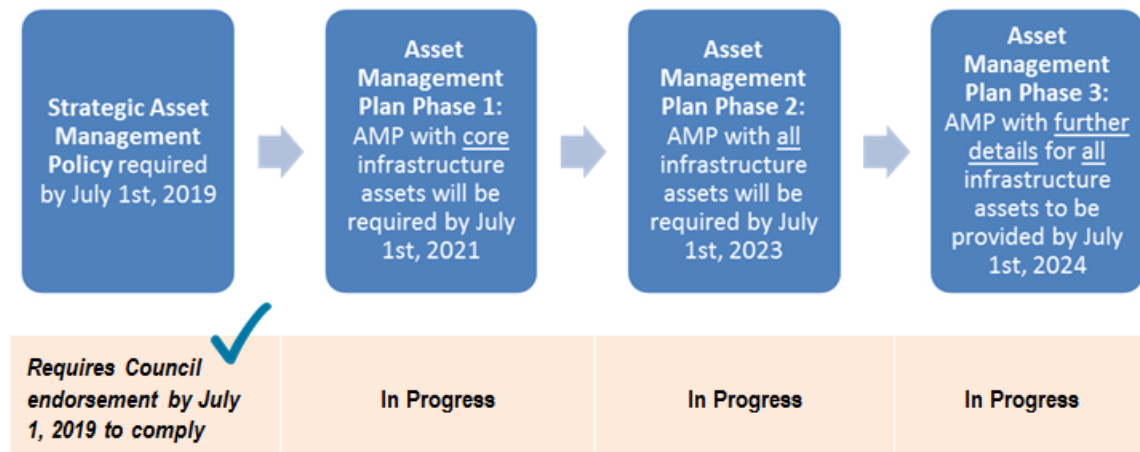 Strategic Asset
Management
Policy required
by July 1st, 2019
Asset
Management
Plan Phase 1:
AMP with core
infrastructure
assets will be
required by July
1st, 2021
Asset
Management
Plan Phase 2:
AMP with all
infrastructure
assets will be
required by July
1st, 2023
Asset
Management
Plan Phase 3:
AMP with further
details for all
infrastructure
assets to be
provided by July
1st, 2024
Requires Council
endorsement by July
1, 2019 to comply
In Progress
In Progress
In Progress